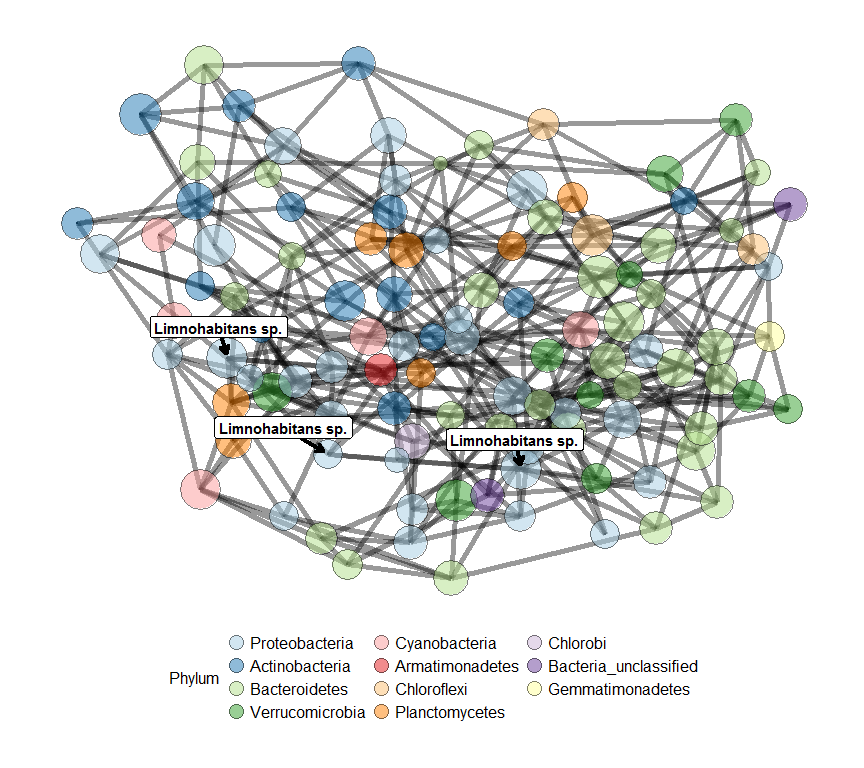 Limnohabitans sp.
Limnohabitans sp.
Limnohabitans sp.
Phylum
Proteobacteria Cyanobacteria Chlorobi
Actinobacteria Armatimonadetes Bacteria_unclassified
Bacteroidetes Chloroflexi Gemmatimonadetes
Verrucomicrobia Planctomycetes